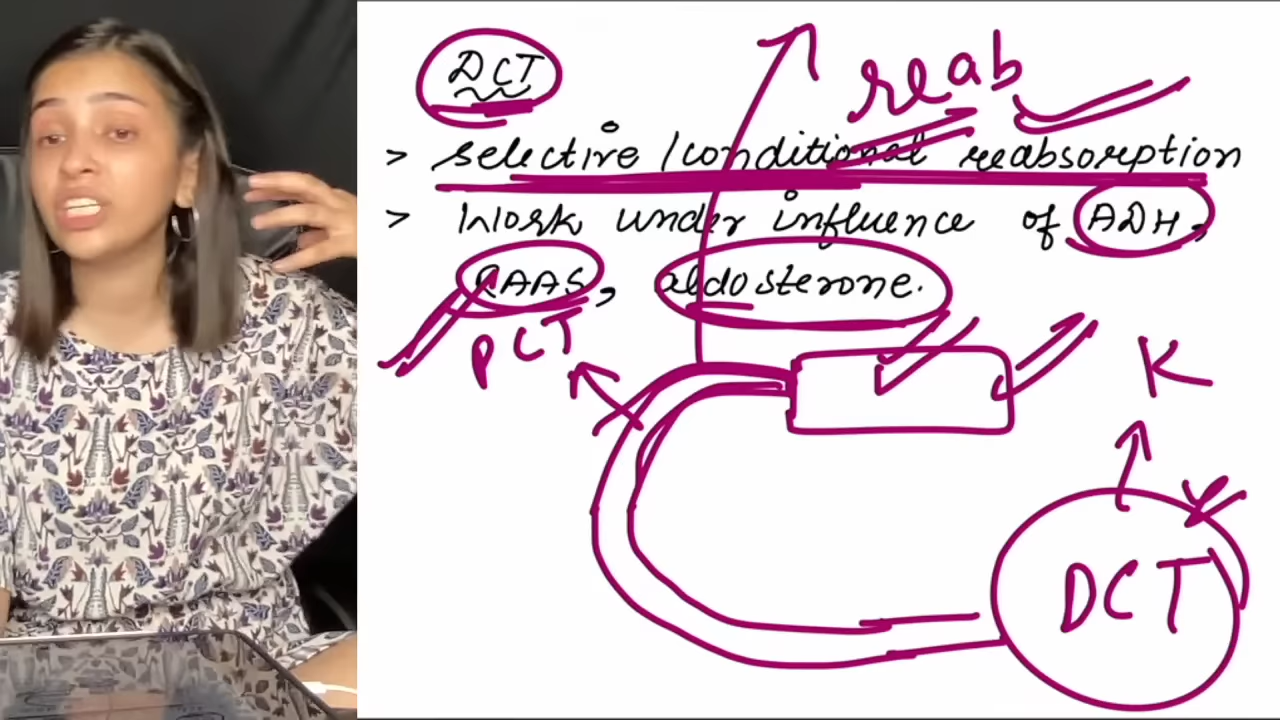 DCT
reab
> selective / conditional reabsorption
> Work under influence of ADH,
RAAS, aldosterone.
PCT
K
DCT